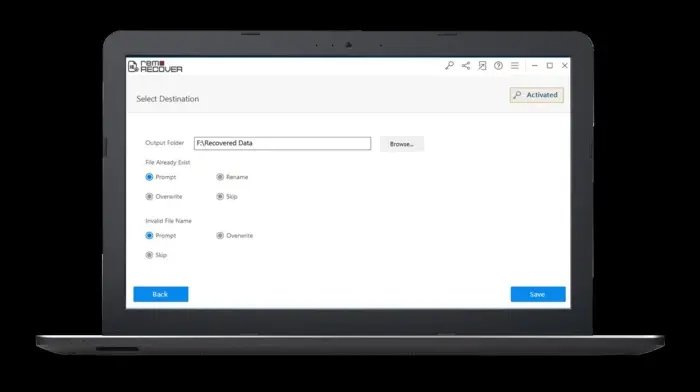 remo
RECOVER
Select Destination
Activated
Output Folder F:\Recovered Data Browse...
File Already Exist
Prompt Rename
Overwrite Skip
Invalid File Name
Prompt Overwrite
Skip
Back Save